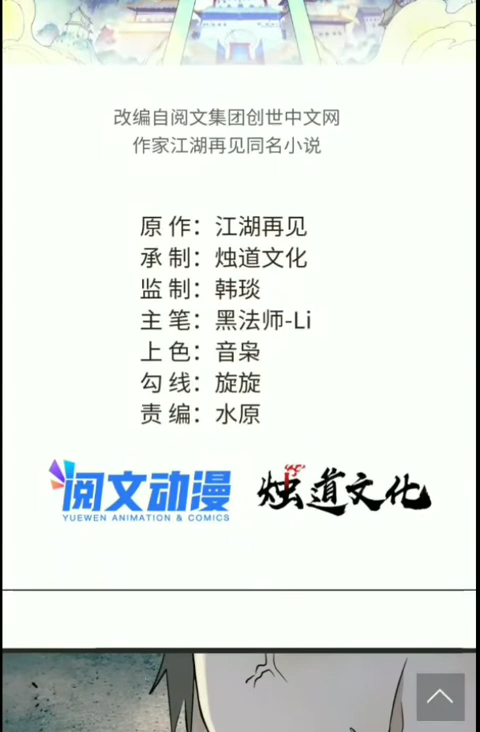 改编自阅文集团创世中文网
作家江湖再见同名小说
原 作：江湖再见
承 制：烛道文化
监 制：韩琰
主 笔：黑法师-Li
上 色：音枭
勾 线：旋旋
责 编：水原
阅文动漫 烛道文化
YUEWEN ANIMATION & COMICS